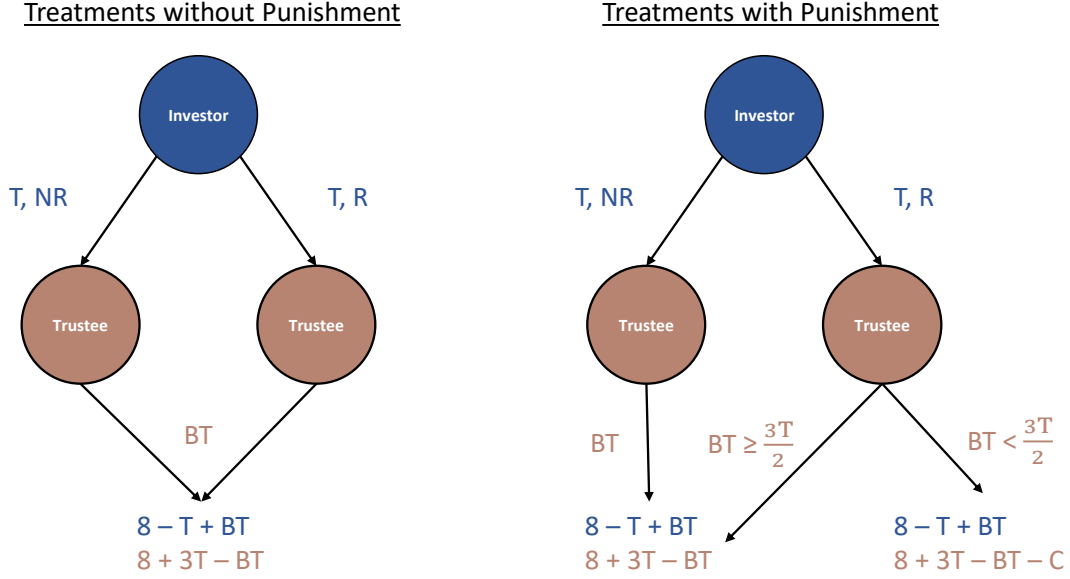 Treatments without Punishment
Investor
T, NR
T, R
Trustee
Trustee
BT
8 – T + BT
8 + 3T – BT
Treatments with Punishment
Investor
T, NR
T, R
Trustee
Trustee
BT
BT ≥ 3T/2
BT < 3T/2
8 – T + BT
8 + 3T – BT
8 – T + BT
8 + 3T – BT – C